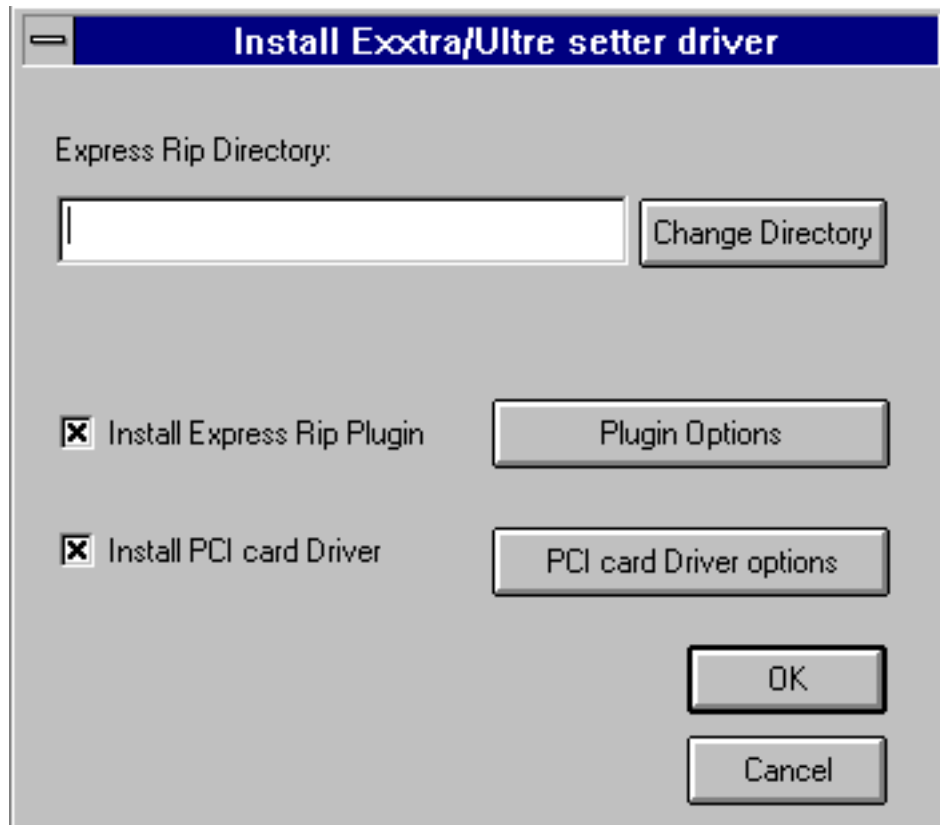 Install Exxtra/Ultre setter driver
Express Rip Directory:
Change Directory
Install Express Rip Plugin
Plugin Options
Install PCI card Driver
PCI card Driver options
OK
Cancel